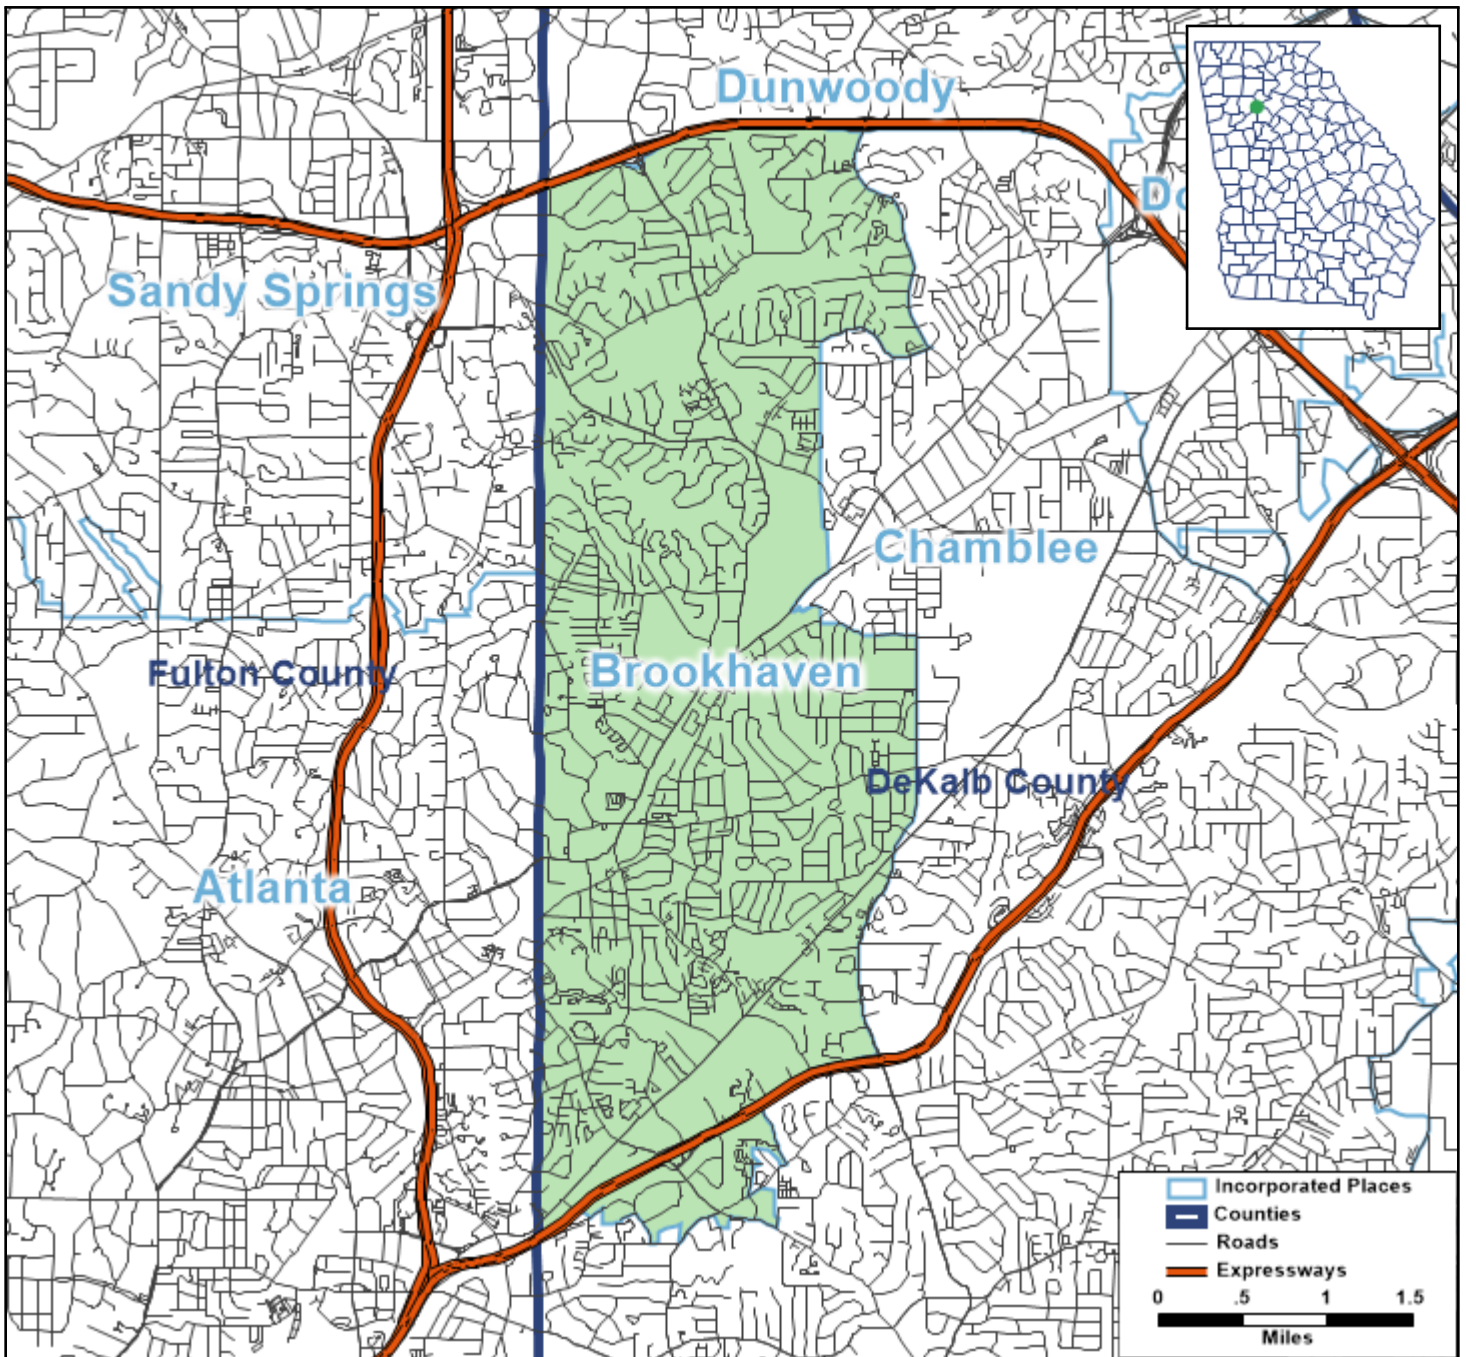 Dunwoody
Do
Sandy Springs
Chamblee
Fulton County
Brookhaven
DeKalb County
Atlanta
Incorporated Places
Counties
Roads
Expressways
0 .5 1 1.5
Miles